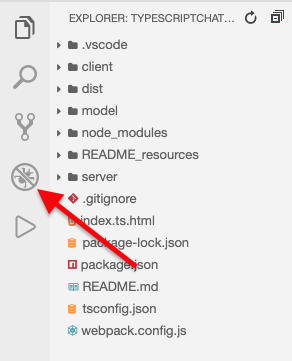 EXPLORER: TYPESCRIPTCHAT...
.vscode
client
dist
model
node_modules
README_resources
server
.gitignore
index.ts.html
package-lock.json
package.json
README.md
tsconfig.json
webpack.config.js